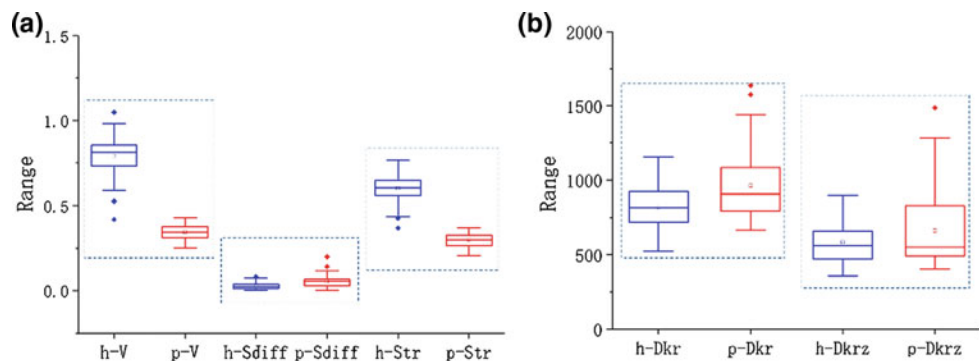 (a)
Range
1.5
1.0
0.5
0.0
h-V p-V h-Sdiff p-Sdiff h-Str p-Str
(b)
Range
2000
1500
1000
500
0
h-Dkr p-Dkr h-Dkrz p-Dkrz